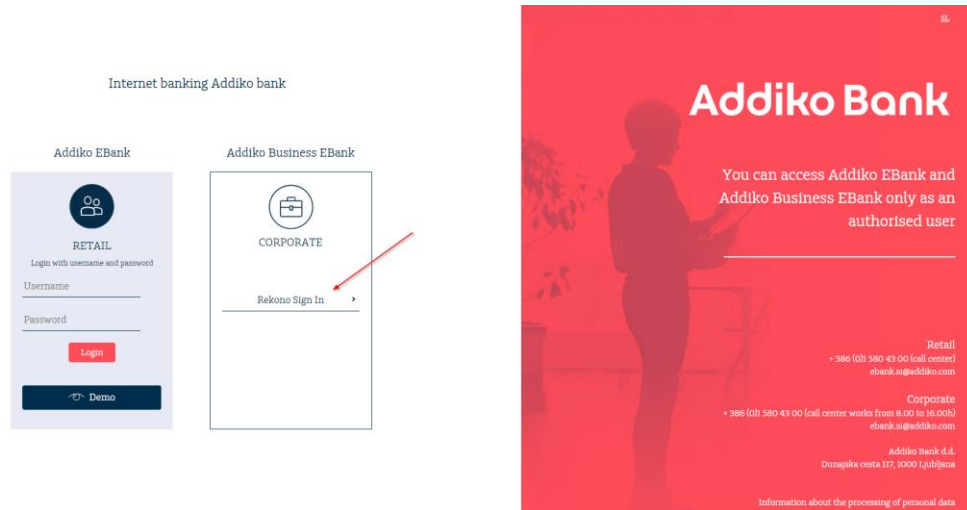 Internet banking Addiko bank
Addiko EBank
RETAIL
Login with username and password
Username
Password
Login
Demo
Addiko Business EBank
CORPORATE
Rekono Sign In
Addiko Bank
You can access Addiko EBank and
Addiko Business EBank only as an
authorised user
Retail
+ 386 (0)1 580 43 00 (call center)
ebank.si@addiko.com
Corporate
+ 386 (0)1 580 43 00 (call center works from 8.00 to 16.00h)
ebank.si@addiko.com
Addiko Bank d.d.
Dunajska cesta 117, 1000 Ljubljana
Information about the processing of personal data